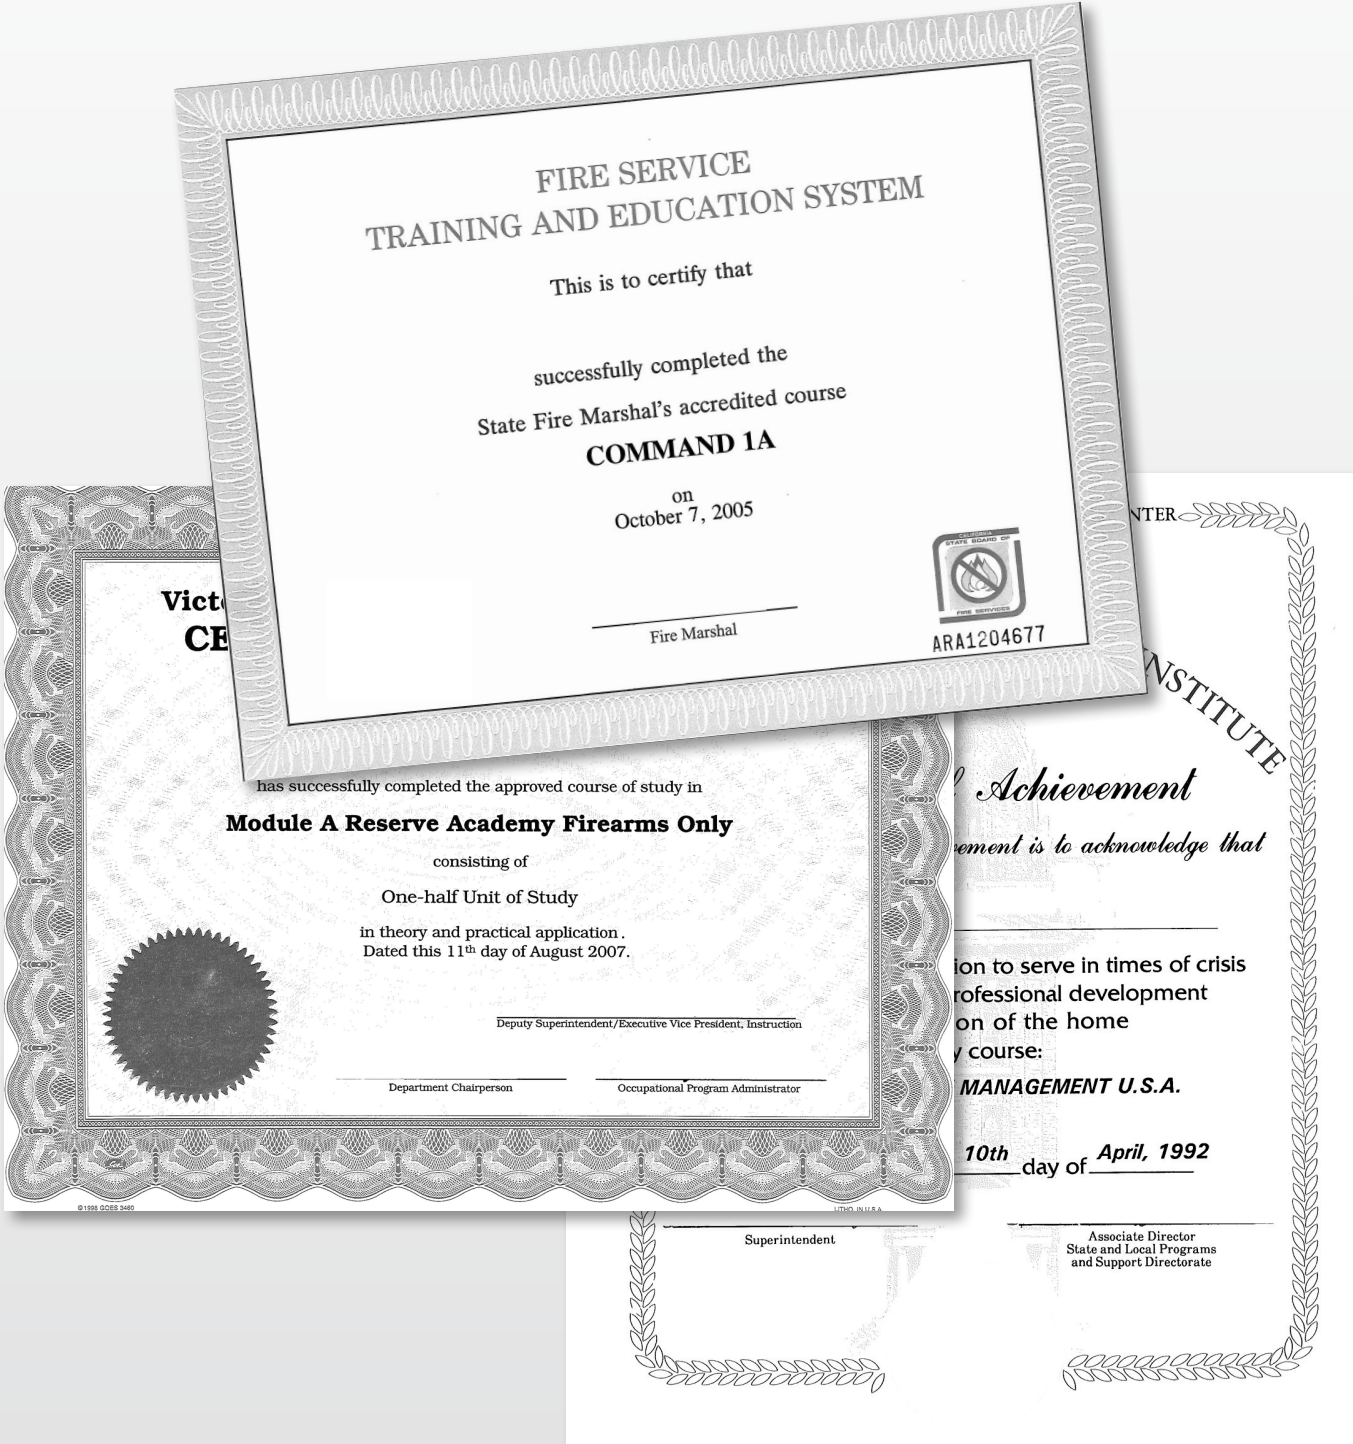 FIRE SERVICE
TRAINING AND EDUCATION SYSTEM
This is to certify that
successfully completed the
State Fire Marshal's accredited course
COMMAND 1A
on
October 7, 2005
Fire Marshal
CALIFORNIA
STATE BOARD OF
FIRE SERVICES
ARA1204677
Vict
CE
has successfully completed the approved course of study in
Module A Reserve Academy Firearms Only
consisting of
One-half Unit of Study
in theory and practical application.
Dated this 11th day of August 2007.
Deputy Superintendent/Executive Vice President, Instruction
Department Chairperson
Occupational Program Administrator
©1998 GOES 3460
LITHO. IN U.S.A.
NTER
INSTITUTE
Achievement
ement is to acknowledge that
ion to serve in times of crisis
rofessional development
on of the home
y course:
MANAGEMENT U.S.A.
10th day of April, 1992
Superintendent
Associate Director
State and Local Programs
and Support Directorate